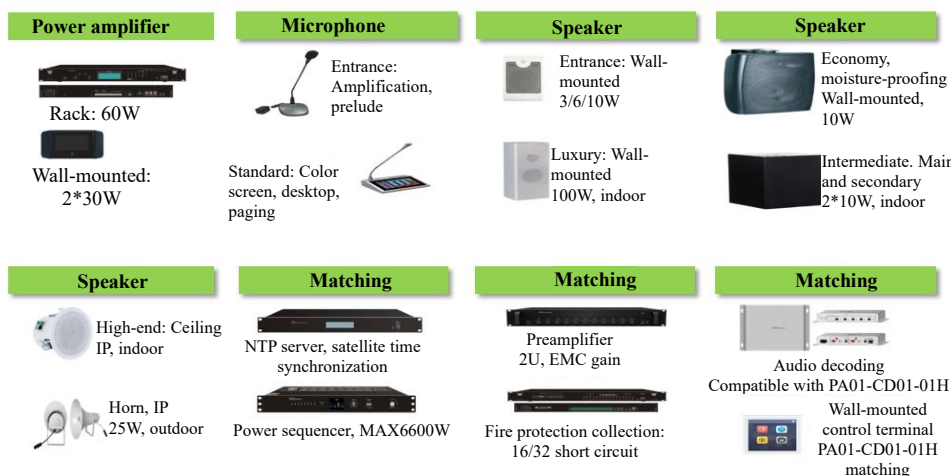 Power amplifier
Rack: 60W
Wall-mounted:
2*30W
Microphone
Entrance:
Amplification,
prelude
Standard: Color
screen, desktop,
paging
Speaker
Entrance: Wall-
mounted
3/6/10W
Luxury: Wall-
mounted
100W, indoor
Speaker
Economy,
moisture-proofing
Wall-mounted,
10W
Intermediate. Main
and secondary
2*10W, indoor
Speaker
High-end: Ceiling
IP, indoor
Horn, IP
25W, outdoor
Matching
NTP server, satellite time
synchronization
Power sequencer, MAX6600W
Matching
Preamplifier
2U, EMC gain
Fire protection collection:
16/32 short circuit
Matching
Audio decoding
Compatible with PA01-CD01-01H
Wall-mounted
control terminal
PA01-CD01-01H
matching